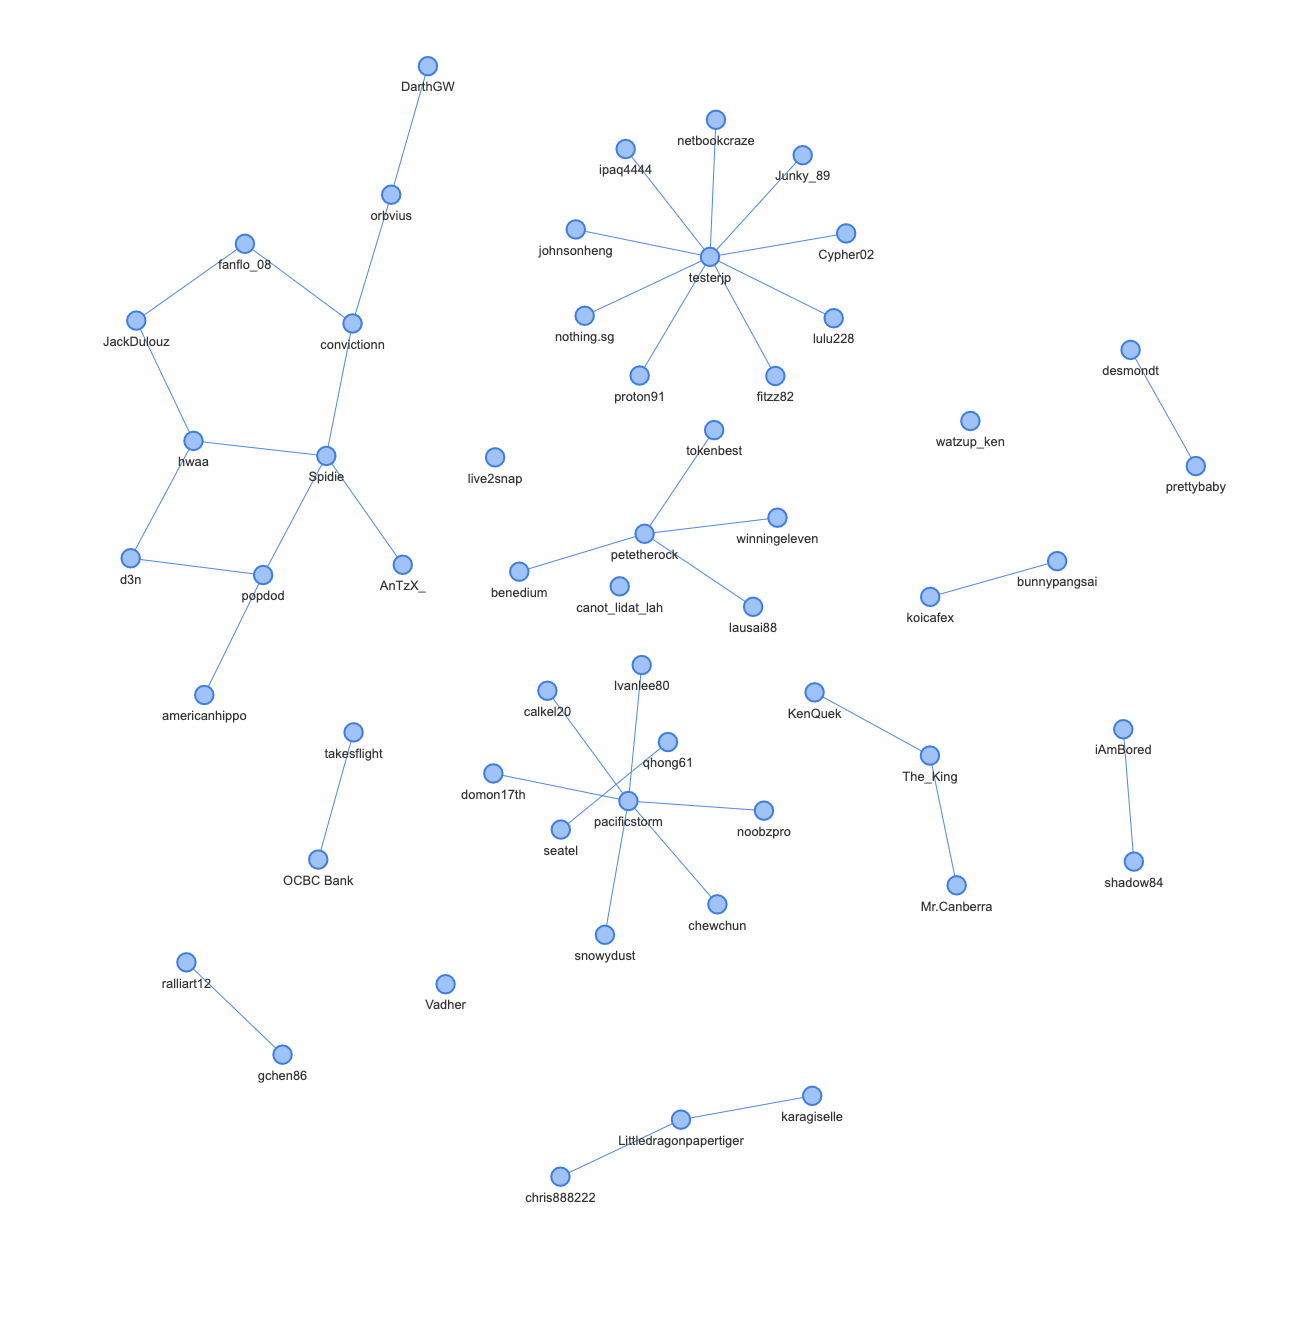 DarthGW
netbookcraze
ipaq4444
Junky_89
orbvius
johnsonheng
Cypher02
fanflo_08
testerjp
JackDulouz
convictionn
nothing.sg
lulu228
desmondt
proton91
fitzz82
watzup_ken
tokenbest
hwaa
Spidie
live2snap
prettybaby
petetherock
winningeleven
d3n
popdod
AnTzX_
benedium
canot_lidat_lah
lausai88
koicafex
bunnypangsai
lvanlee80
calkel20
americanhippo
KenQuek
takesflight
qhong61
The_King
iAmBored
domon17th
pacificstorm
noobzpro
seatel
OCBC Bank
shadow84
Mr.Canberra
chewchun
snowydust
ralliart12
Vadher
gchen86
karagiselle
Littledragonpapertiger
chris888222